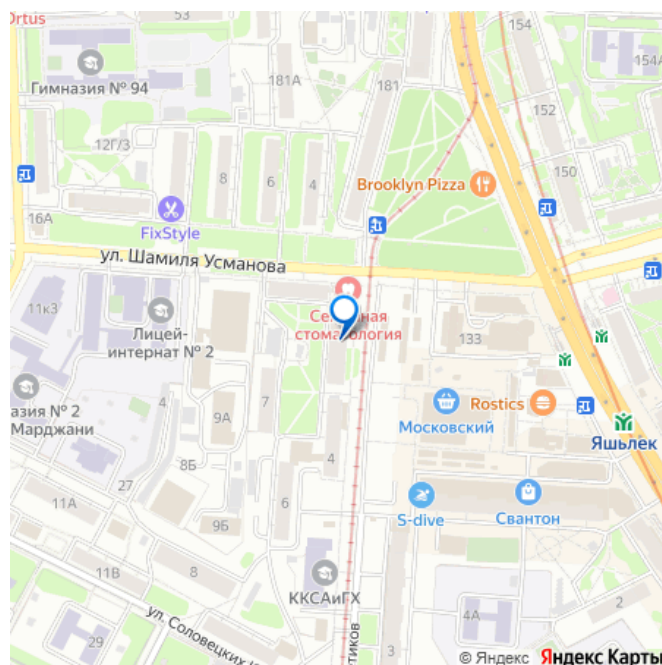 Ortus
53
Гимназия № 94
181А
181
154А
152
12Г/3
8
6
4
150
Brooklyn Pizza
16А
FixStyle
ул. Шамиля Усманова
11к3
Лицей-
интернат № 2
стоматология
133
азия № 2
Марджани
4
9А
7
Московский
Rostics
Яшьлек
8Б
4
27
11А
9Б
6
S-dive
Свантон
11В
8
ККСАиГХ
ул. Соловецких
29
3
4А
2
тиков
© Яндекс Яндекс Карты